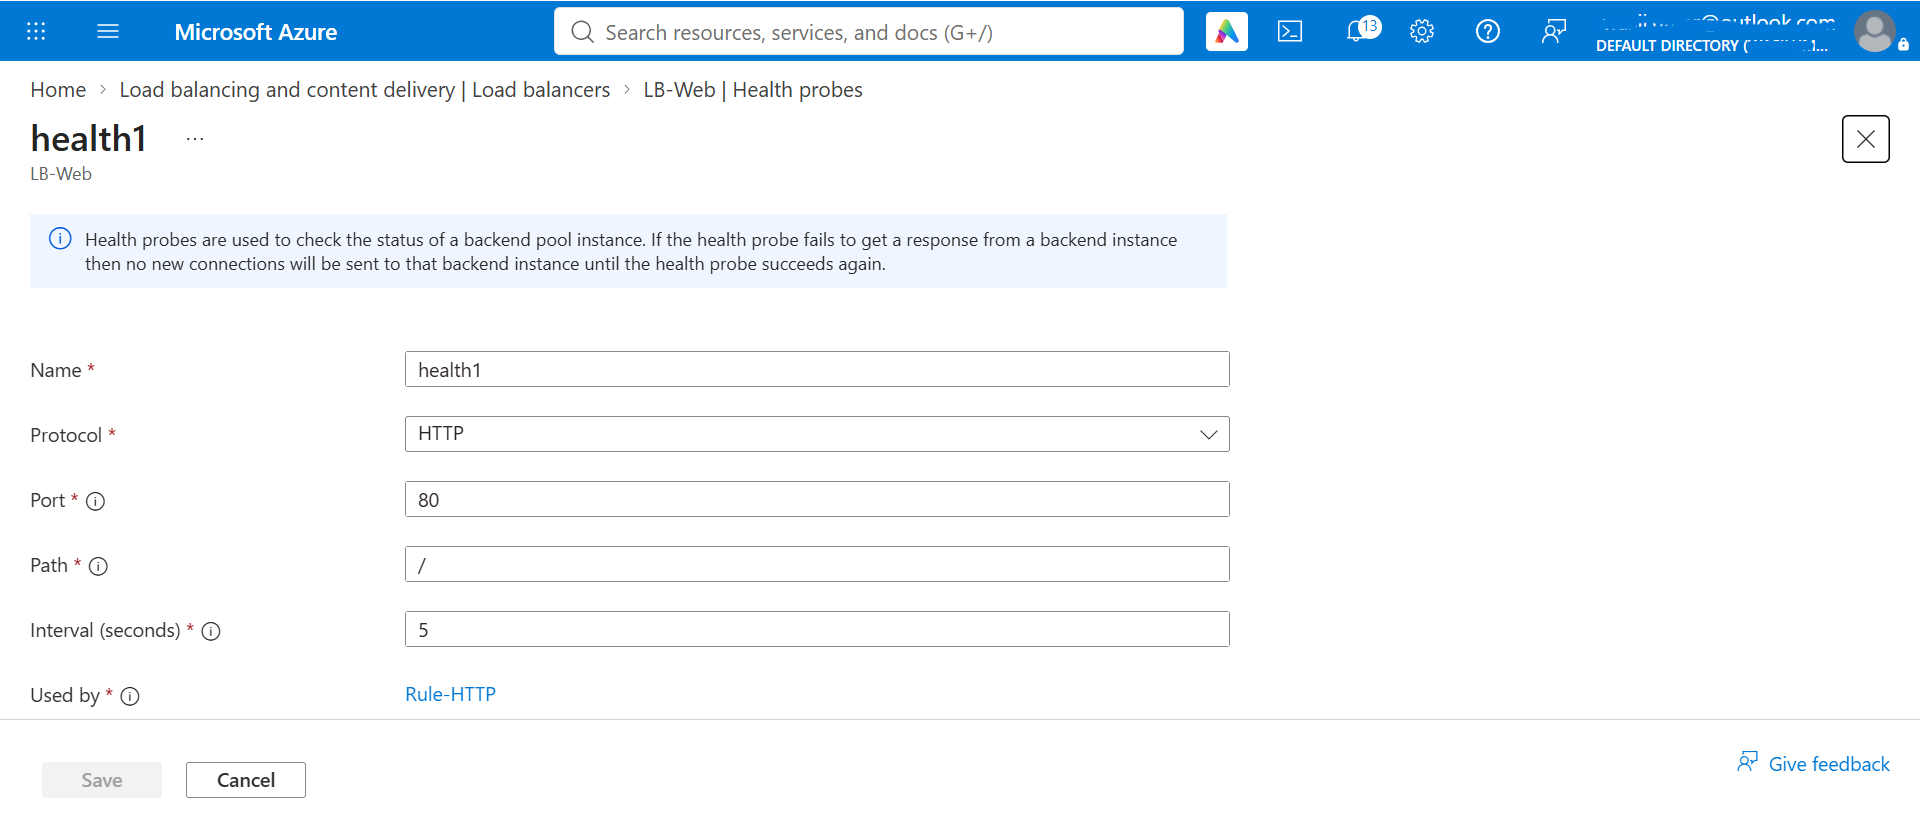 Microsoft Azure
Search resources, services, and docs (G+/)
13
@outlook.com
DEFAULT DIRECTORY (
Home > Load balancing and content delivery | Load balancers > LB-Web | Health probes
health1 ...
LB-Web
Health probes are used to check the status of a backend pool instance. If the health probe fails to get a response from a backend instance
then no new connections will be sent to that backend instance until the health probe succeeds again.
Name * health1
Protocol * HTTP
Port * 80
Path * /
Interval (seconds) * 5
Used by * Rule-HTTP
Save Cancel
Give feedback